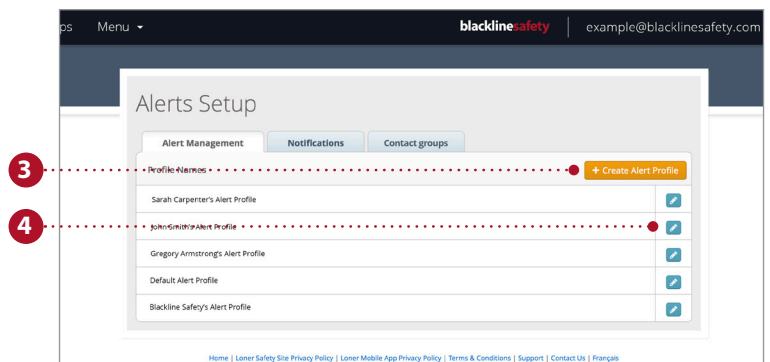 ps Menu blacklinesafety example@blacklinesafety.com
Alerts Setup
Alert Management Notifications Contact groups
3 Profile Names + Create Alert Profile
Sarah Carpenter's Alert Profile
4 John Smith's Alert Profile
Gregory Armstrong's Alert Profile
Default Alert Profile
Blackline Safety's Alert Profile
Home | Loner Safety Site Privacy Policy | Loner Mobile App Privacy Policy | Terms & Conditions | Support | Contact Us | Français